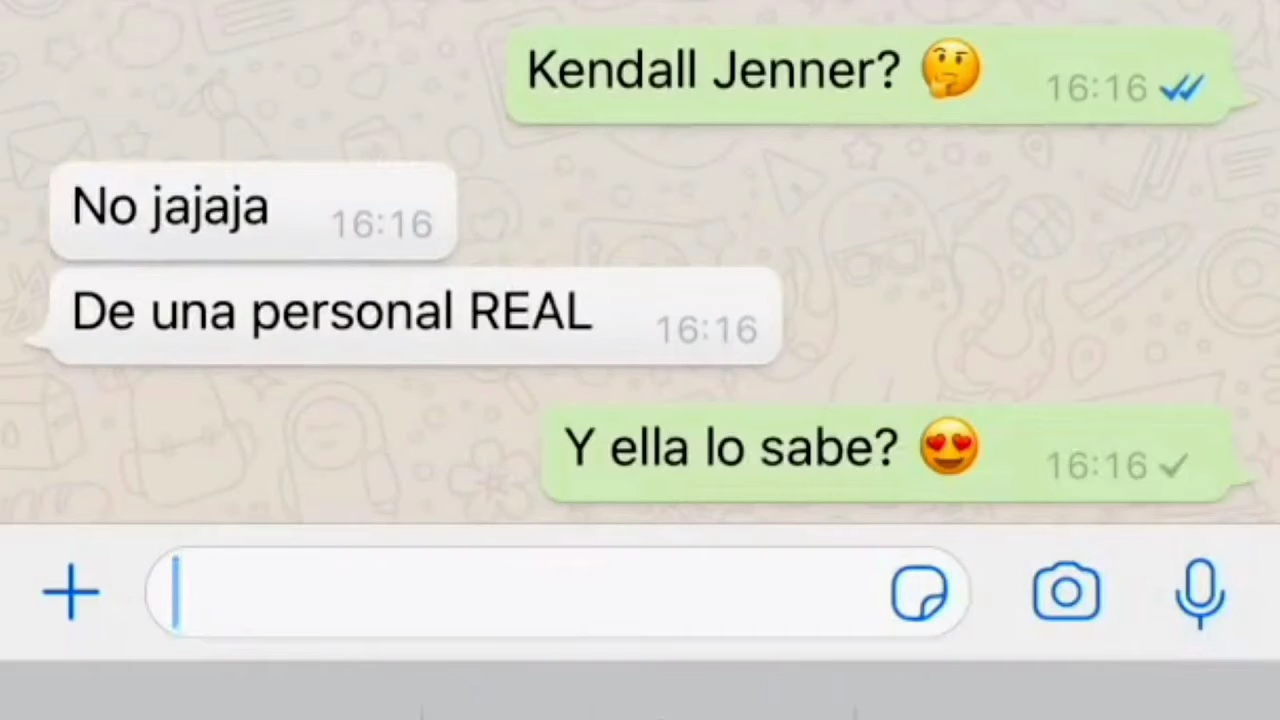 Kendall Jenner? 🤔 16:16
No jajaja 16:16
De una personal REAL 16:16
Y ella lo sabe? 😍 16:16